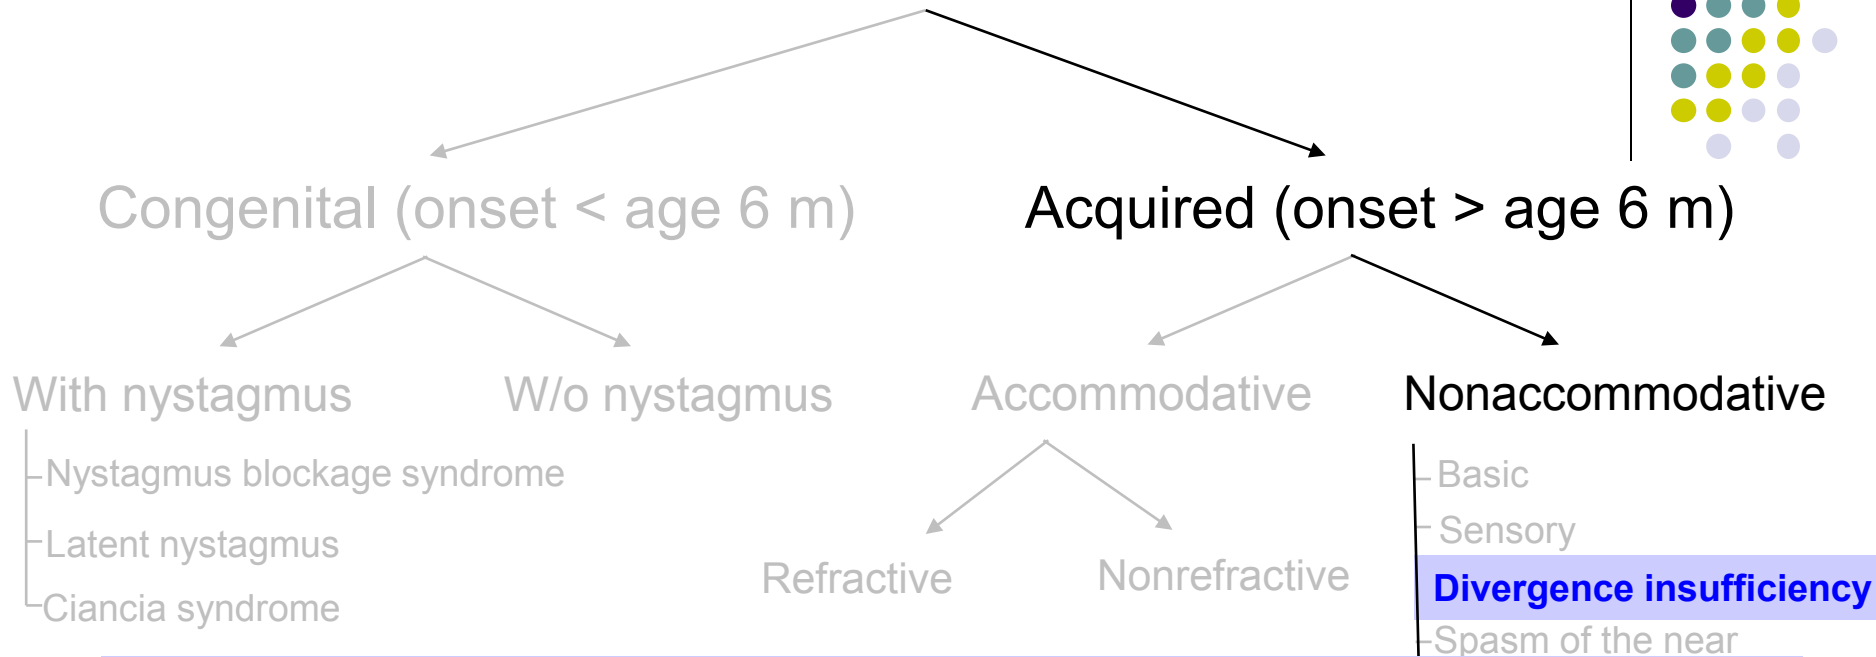 Congenital (onset < age 6 m)
Acquired (onset > age 6 m)
With nystagmus
W/o nystagmus
Accommodative
Nonaccommodative
Nystagmus blockage syndrome
Latent nystagmus
Ciancia syndrome
Refractive
Nonrefractive
Basic
Sensory
Divergence insufficiency
Spasm of the near